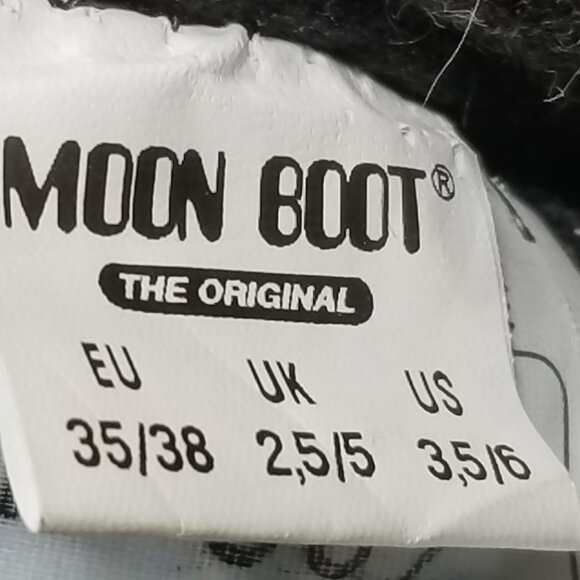 MOON BOOT®
THE ORIGINAL
EU UK US
35/38 2,5/5 3,5/6